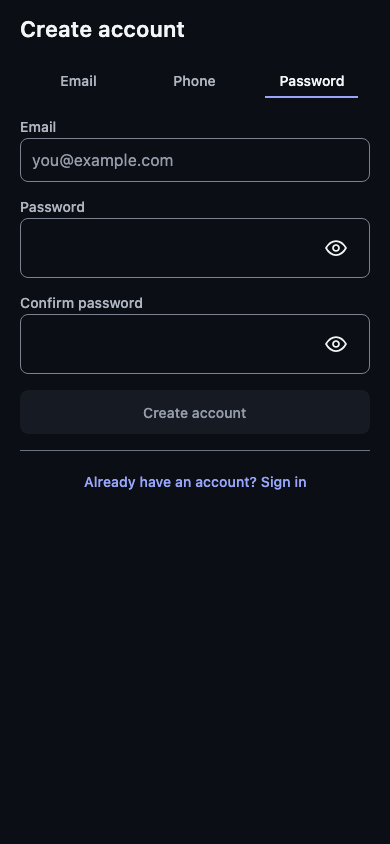 Create account
Email
Phone
Password
Email
you@example.com
Password
Confirm password
Create account
Already have an account? Sign in